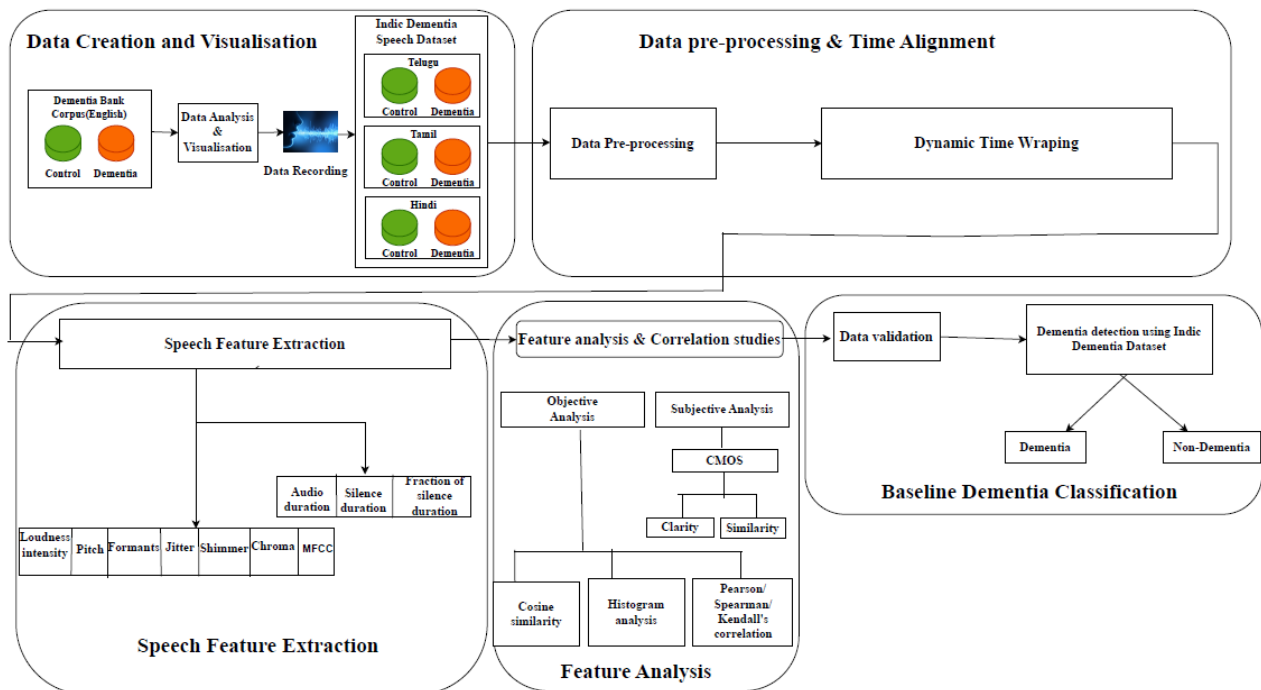 Data Creation and Visualisation
Dementia Bank
Corpus(English)
Control
Dementia
Data Analysis
&
Visualisation
Data Recording
Indic Dementia
Speech Dataset
Telugu
Control
Dementia
Tamil
Control
Dementia
Hindi
Control
Dementia
Data pre-processing & Time Alignment
Data Pre-processing
Dynamic Time Wraping
Speech Feature Extraction
Audio
duration
Silence
duration
Fraction of
silence
duration
Loudness
intensity
Pitch
Formants
Jitter
Shimmer
Chroma
MFCC
Speech Feature Extraction
Feature analysis & Correlation studies
Objective
Analysis
Subjective Analysis
CMOS
Clarity
Similarity
Cosine
similarity
Histogram
analysis
Pearson/
Spearman/
Kendall's
correlation
Feature Analysis
Data validation
Dementia detection using Indic
Dementia Dataset
Dementia
Non-Dementia
Baseline Dementia Classification